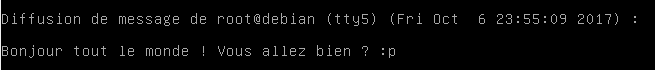 Diffusion de message de root@debian (tty5) (Fri Oct  6 23:55:09 2017) :
Bonjour tout le monde ! Vous allez bien ? :p